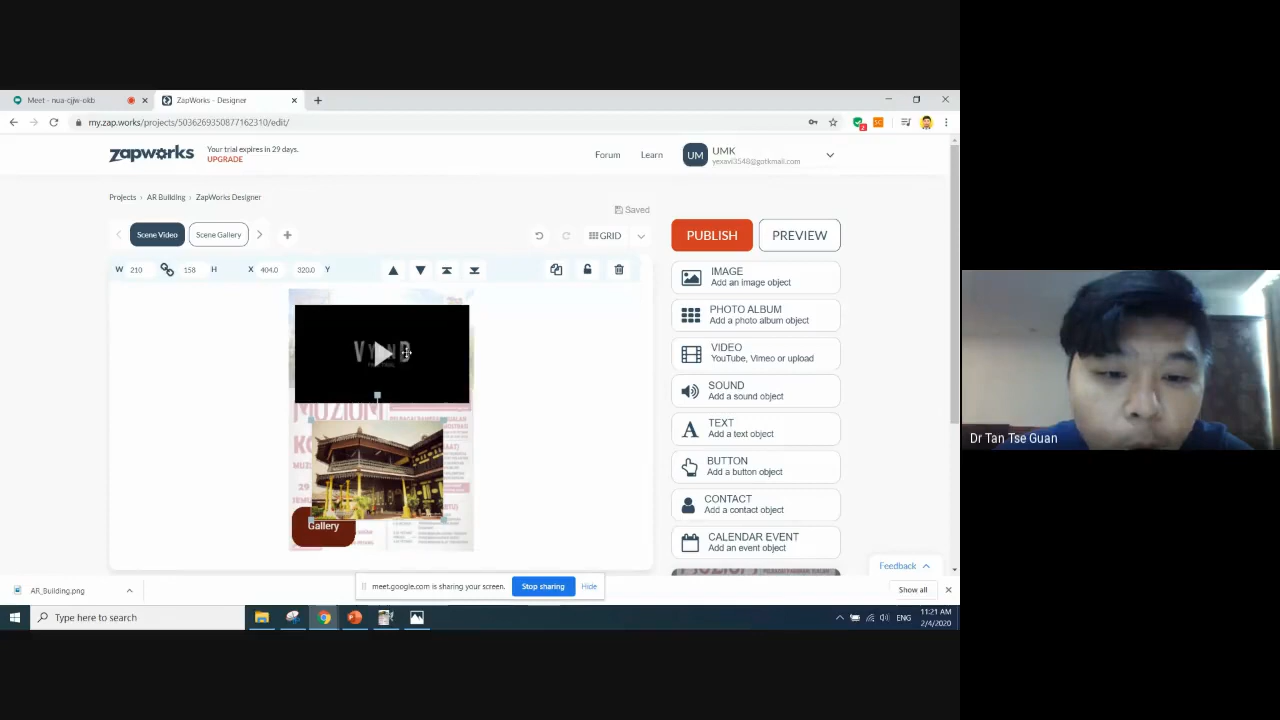 Meet - nua-cjjw-okb
ZapWorks - Designer
my.zap.works/projects/5036269350877162310/edit/
zapworks
Your trial expires in 29 days.
UPGRADE
Forum
Learn
UM
UMK
yexavi3548@gotkmail.com
Projects › AR Building › ZapWorks Designer
Saved
Scene Video
Scene Gallery
GRID
PUBLISH
PREVIEW
W 210
158 H
X 404.0
320.0 Y
IMAGE
Add an image object
PHOTO ALBUM
Add a photo album object
VIDEO
YouTube, Vimeo or upload
SOUND
Add a sound object
TEXT
Add a text object
BUTTON
Add a button object
CONTACT
Add a contact object
CALENDAR EVENT
Add an event object
MUZIUM
29
Gallery
Feedback
Dr Tan Tse Guan
AR_Building.png
meet.google.com is sharing your screen.
Stop sharing
Hide
Show all
Type here to search
ENG
11:21 AM
2/4/2020